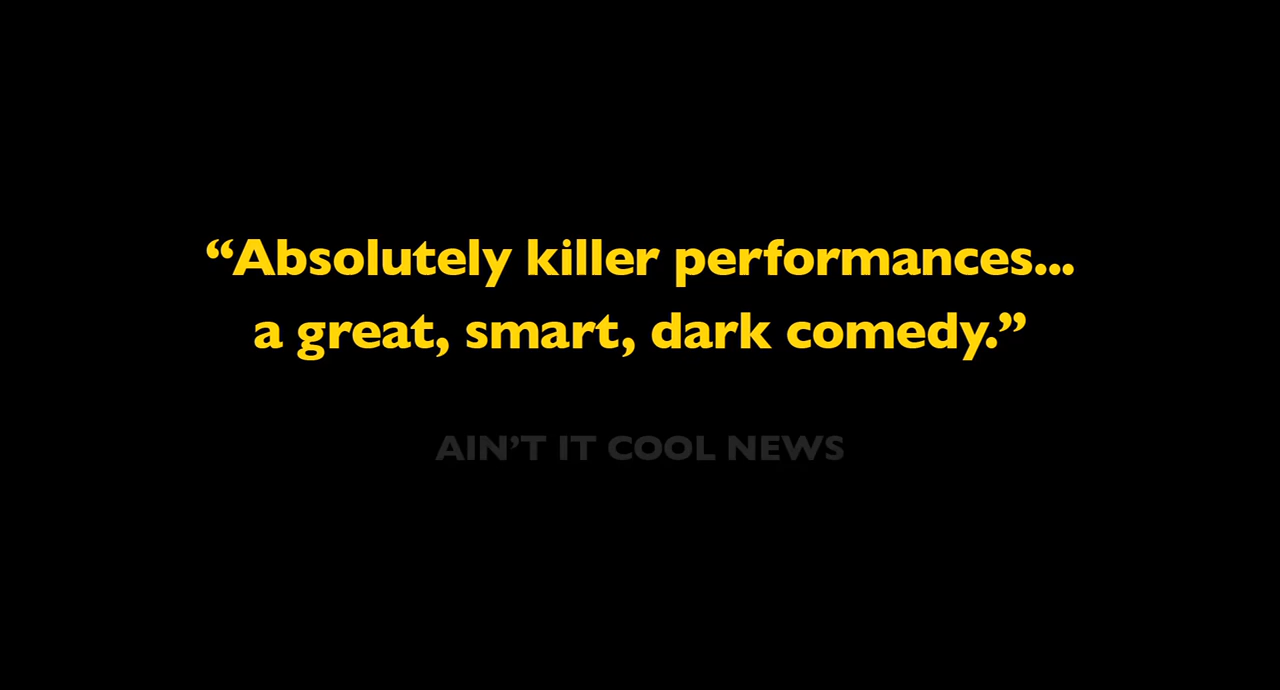 “Absolutely killer performances...
a great, smart, dark comedy.”
AIN’T IT COOL NEWS